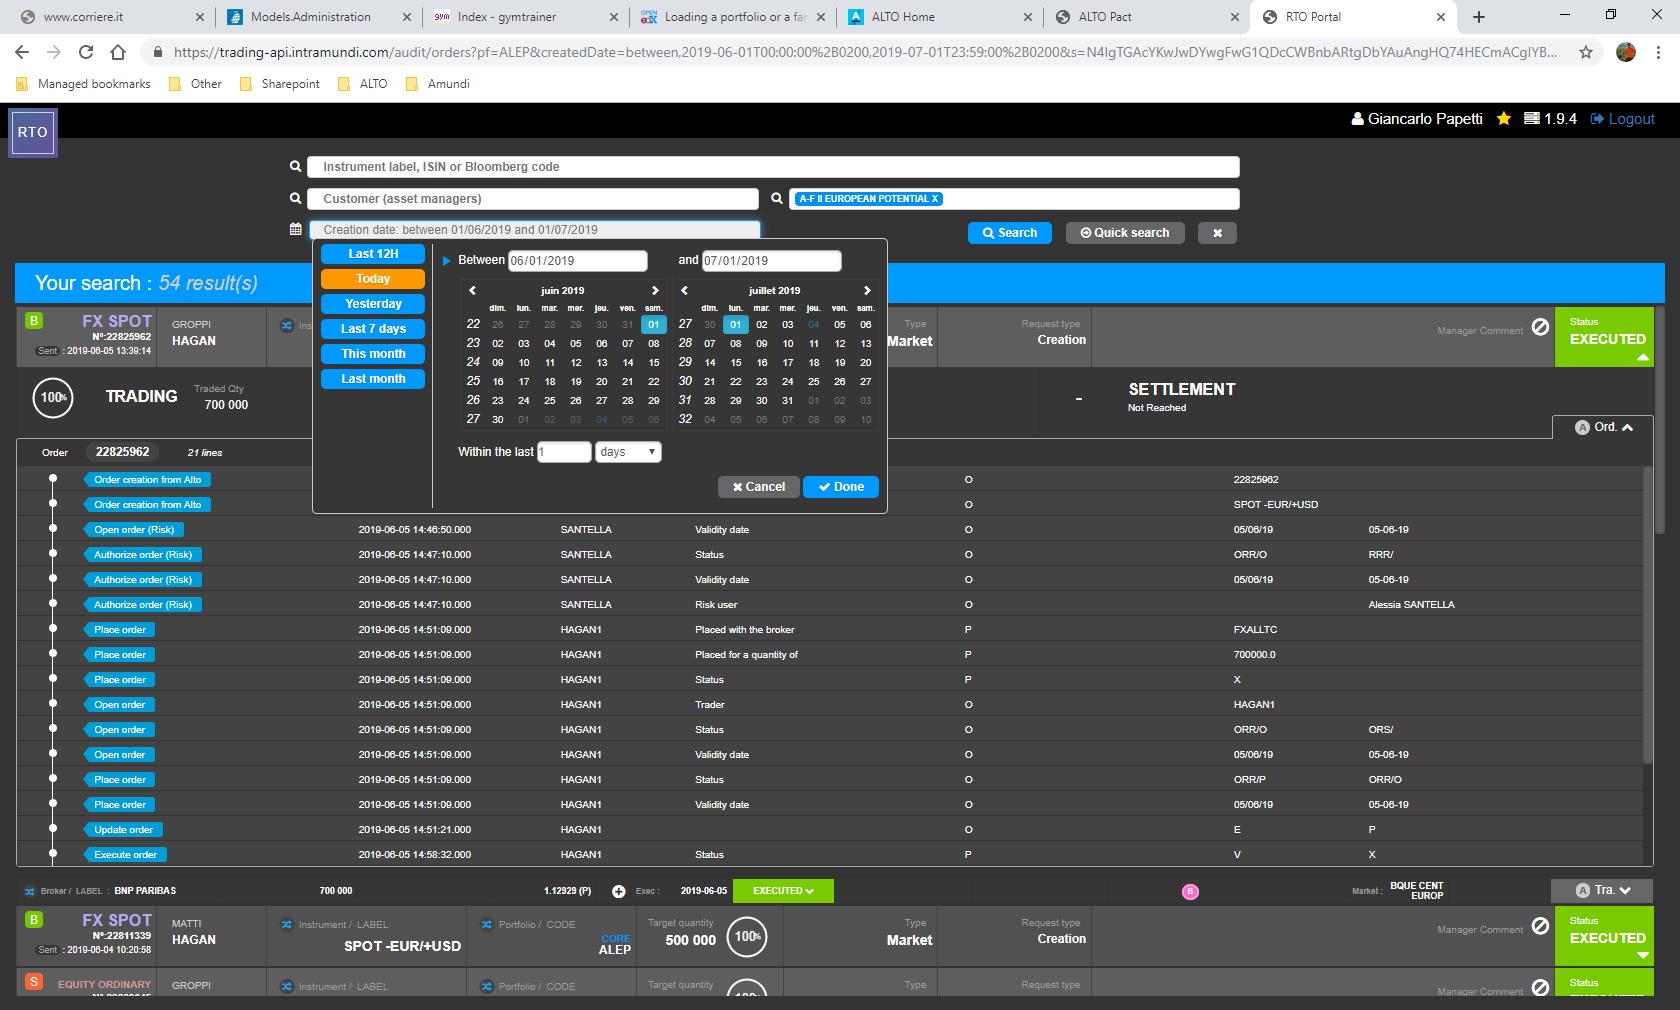 www.corriere.it
Models.Administration
Index - gymtrainer
Loading a portfolio or a fan
ALTO Home
ALTO Pact
RTO Portal
https://trading-api.intramundi.com/audit/orders?pf=ALEP&createdDate=between,2019-06-01T00:00:00%2B0200,2019-07-01T23:59:00%2B0200&s=
Managed bookmarks Other Sharepoint ALTO Amundi
RTO
Giancarlo Papetti 1.9.4 Logout
Instrument label, ISIN or Bloomberg code
Customer (asset managers) A-F II EUROPEAN POTENTIAL X
Creation date: between 01/06/2019 and 01/07/2019 Search Quick search
Last 12H
Today
Yesterday
Last 7 days
This month
Last month
Between 06/01/2019 and 07/01/2019
juin 2019
dim. lun. mar. mer. jeu. ven. sam.
22 26 27 28 29 30 31 01
23 02 03 04 05 06 07 08
24 09 10 11 12 13 14 15
25 16 17 18 19 20 21 22
26 23 24 25 26 27 28 29
27 30 01 02 03 04 05 06
juillet 2019
dim. lun. mar. mer. jeu. ven. sam.
27 30 01 02 03 04 05 06
28 07 08 09 10 11 12 13
29 14 15 16 17 18 19 20
30 21 22 23 24 25 26 27
31 28 29 30 31 01 02 03
32 04 05 06 07 08 09 10
Within the last 1 days
Cancel Done
Your search : 54 result(s)
B FX SPOT
N°:22825962
Sent : 2019-06-05 13:39:14
GROPPI
HAGAN
Ins
Type
Market
Request type
Creation
Manager Comment
Status
EXECUTED
100% TRADING
Traded Qty
700 000
-
SETTLEMENT
Not Reached
A Ord.
Order 22825962 21 lines
Order creation from Alto O 22825962
Order creation from Alto O SPOT -EUR/+USD
Open order (Risk) 2019-06-05 14:46:50.000 SANTELLA Validity date O 05/06/19 05-06-19
Authorize order (Risk) 2019-06-05 14:47:10.000 SANTELLA Status O ORR/O RRR/
Authorize order (Risk) 2019-06-05 14:47:10.000 SANTELLA Validity date O 05/06/19 05-06-19
Authorize order (Risk) 2019-06-05 14:47:10.000 SANTELLA Risk user O Alessia SANTELLA
Place order 2019-06-05 14:51:09.000 HAGAN1 Placed with the broker P FXALLTC
Place order 2019-06-05 14:51:09.000 HAGAN1 Placed for a quantity of P 700000.0
Place order 2019-06-05 14:51:09.000 HAGAN1 Status P X
Open order 2019-06-05 14:51:09.000 HAGAN1 Trader O HAGAN1
Open order 2019-06-05 14:51:09.000 HAGAN1 Status O ORR/O ORS/
Open order 2019-06-05 14:51:09.000 HAGAN1 Validity date O 05/06/19 05-06-19
Place order 2019-06-05 14:51:09.000 HAGAN1 Status O ORR/P ORR/O
Place order 2019-06-05 14:51:09.000 HAGAN1 Validity date O 05/06/19 05-06-19
Update order 2019-06-05 14:51:21.000 HAGAN1 O E P
Execute order 2019-06-05 14:58:32.000 HAGAN1 Status P V X
Broker / LABEL : BNP PARIBAS 700 000 1.12929 (P) Exec : 2019-06-05 EXECUTED B Market : BQUE CENT
EUROP
A Tra.
B FX SPOT
N°:22811339
Sent : 2019-06-04 10:20:58
MATTI
HAGAN
Instrument / LABEL
SPOT -EUR/+USD
Portfolio / CODE
CORE
ALEP
Target quantity
500 000
100%
Type
Market
Request type
Creation
Manager Comment
Status
EXECUTED
S EQUITY ORDINARY
GROPPI
Instrument / LABEL
Portfolio / CODE
Target quantity
Type
Request type
Manager Comment
Status